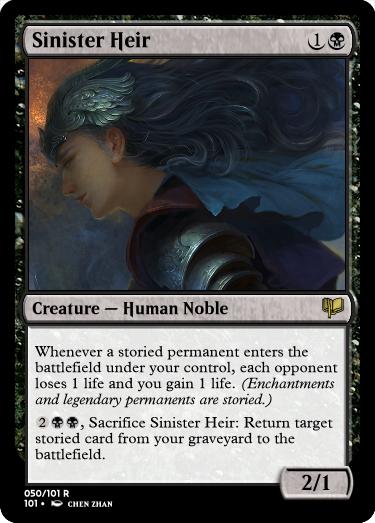 Sinister Heir 1
Creature — Human Noble
Whenever a storied permanent enters the
battlefield under your control, each opponent
loses 1 life and you gain 1 life. (Enchantments
and legendary permanents are storied.)
2 , Sacrifice Sinister Heir: Return target
storied card from your graveyard to the
battlefield.
2/1
050/101 R
101 • CHEN ZHAN